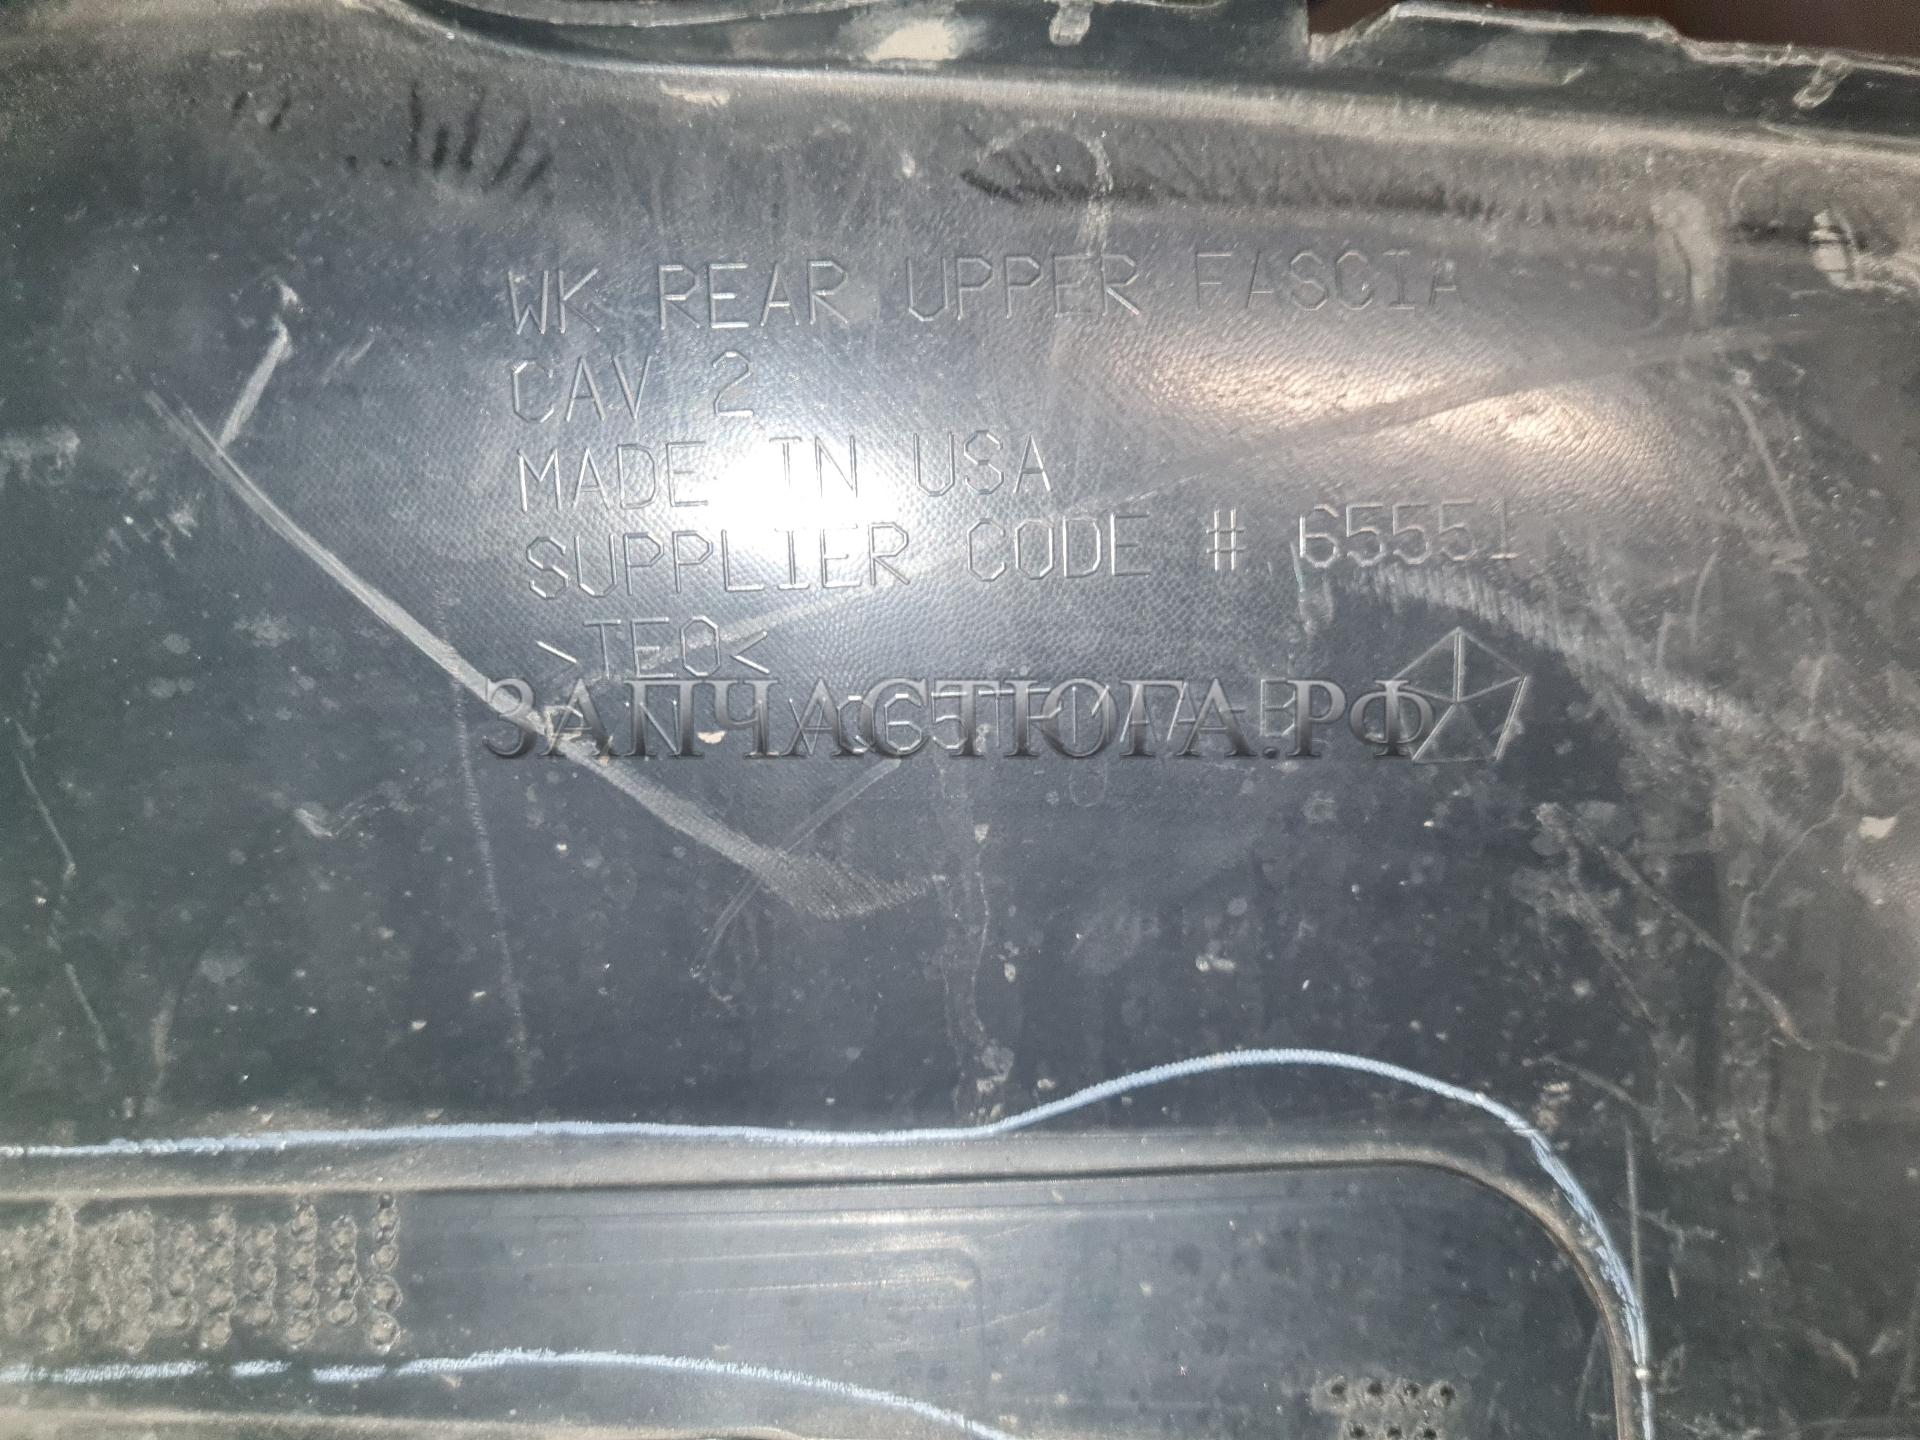 WK REAR UPPER FASCIA
CAV 2
MADE IN USA
SUPPLIER CODE # 65551
>TEO<
ЗАПЧАСТЮГА.РФ